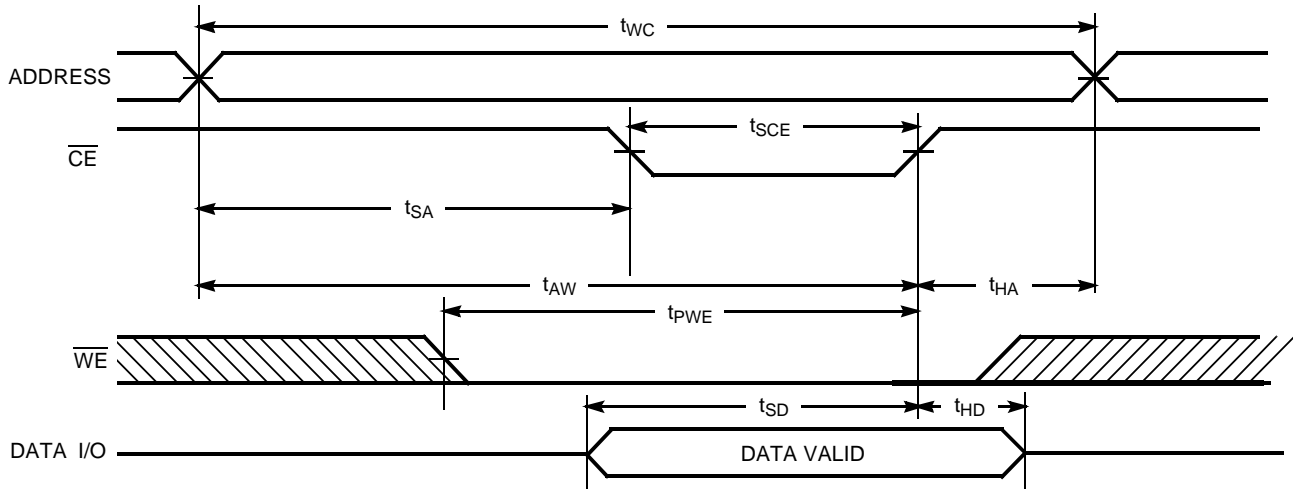 tWC
ADDRESS
tSCE
CE
tSA
tAW
tHA
tPWE
WE
tSD
tHD
DATA I/O
DATA VALID